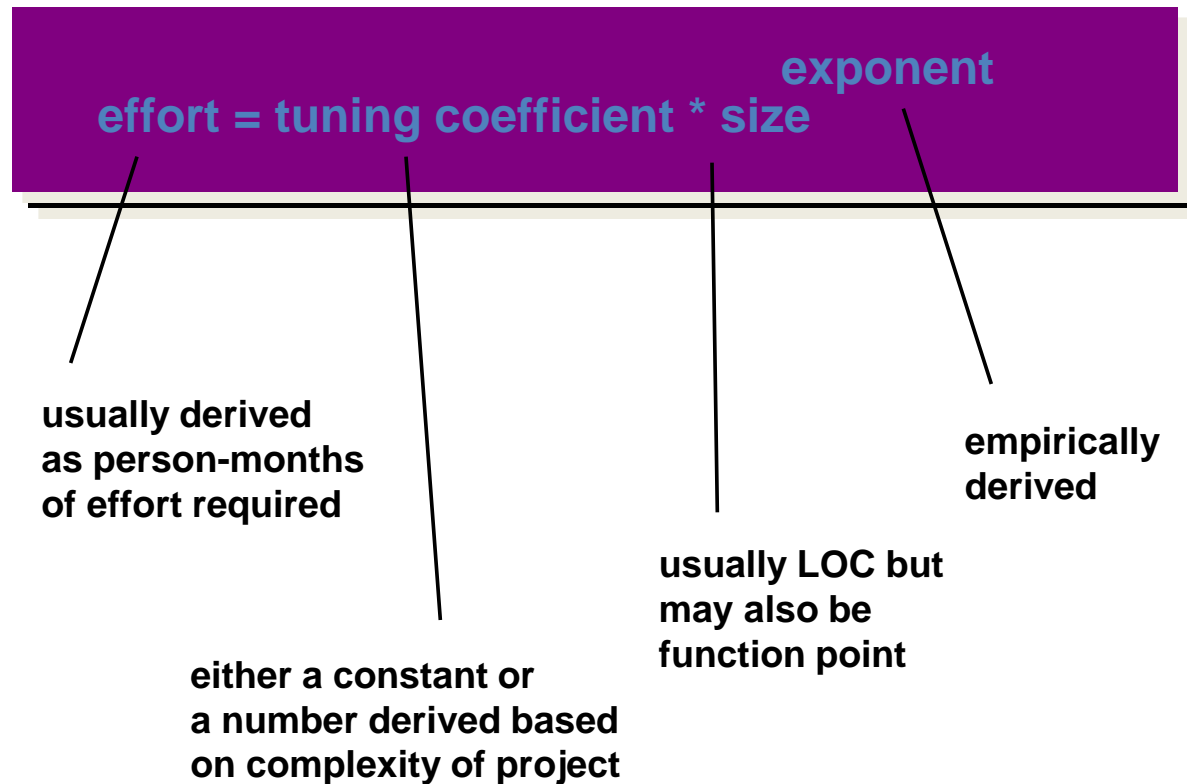 exponent
effort = tuning coefficient * size
usually derived
as person-months
of effort required
empirically
derived
usually LOC but
may also be
function point
either a constant or
a number derived based
on complexity of project